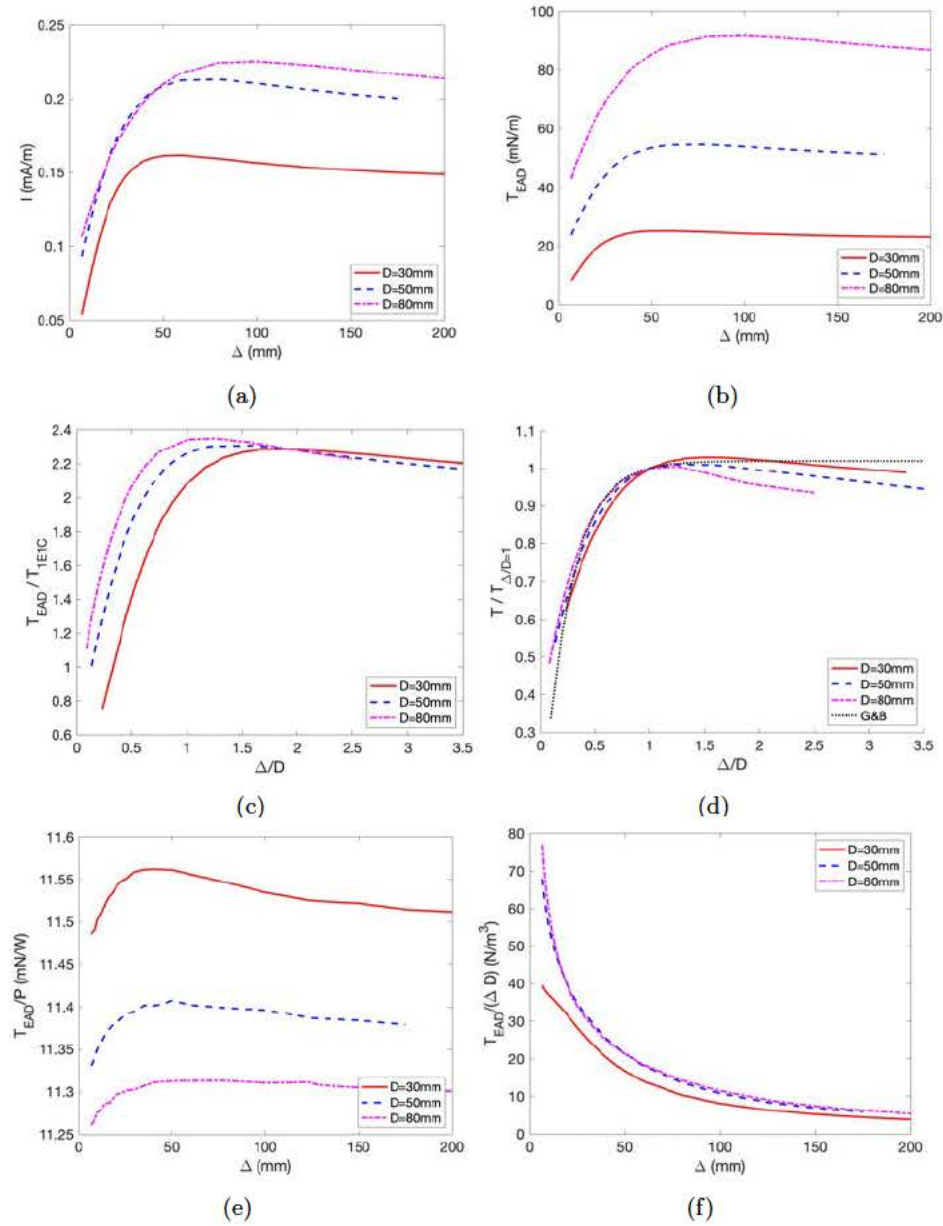 0.25
0.2
0.15
0.1
0.05
I (mA/m)
0 50 100 150 200
Δ (mm)
D=30mm
D=50mm
D=80mm
(a)
100
80
60
40
20
0
T_EAD (mN/m)
0 50 100 150 200
Δ (mm)
D=30mm
D=50mm
D=80mm
(b)
2.4
2.2
2
1.8
1.6
1.4
1.2
1
0.8
0.6
T_EAD / T_1E1C
0 0.5 1 1.5 2 2.5 3 3.5
Δ/D
D=30mm
D=50mm
D=80mm
(c)
1.1
1
0.9
0.8
0.7
0.6
0.5
0.4
0.3
T / T_Δ/D=1
0 0.5 1 1.5 2 2.5 3 3.5
Δ/D
D=30mm
D=50mm
D=80mm
G&B
(d)
11.6
11.55
11.5
11.45
11.4
11.35
11.3
11.25
T_EAD/P (mN/W)
0 50 100 150 200
Δ (mm)
D=30mm
D=50mm
D=80mm
(e)
80
70
60
50
40
30
20
10
0
T_EAD/(Δ D) (N/m³)
0 50 100 150 200
Δ (mm)
D=30mm
D=50mm
D=80mm
(f)